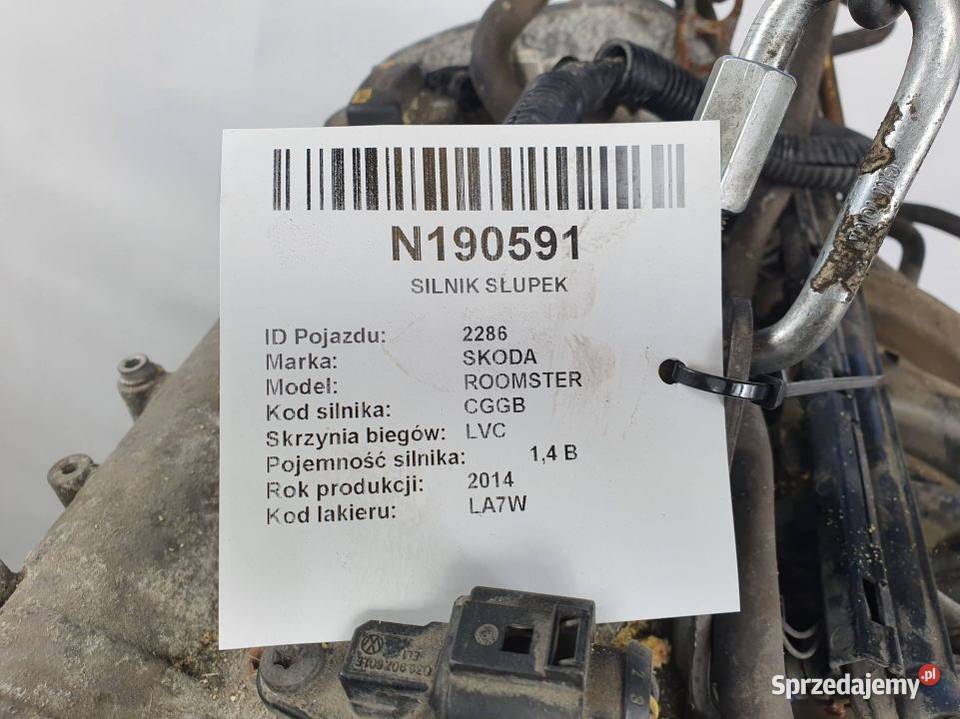 N190591
SILNIK SŁUPEK
ID Pojazdu: 2286
Marka: SKODA
Model: ROOMSTER
Kod silnika: CGGB
Skrzynia biegów: LVC
Pojemność silnika: 1,4 B
Rok produkcji: 2014
Kod lakieru: LA7W
Sprzedajemy.pl